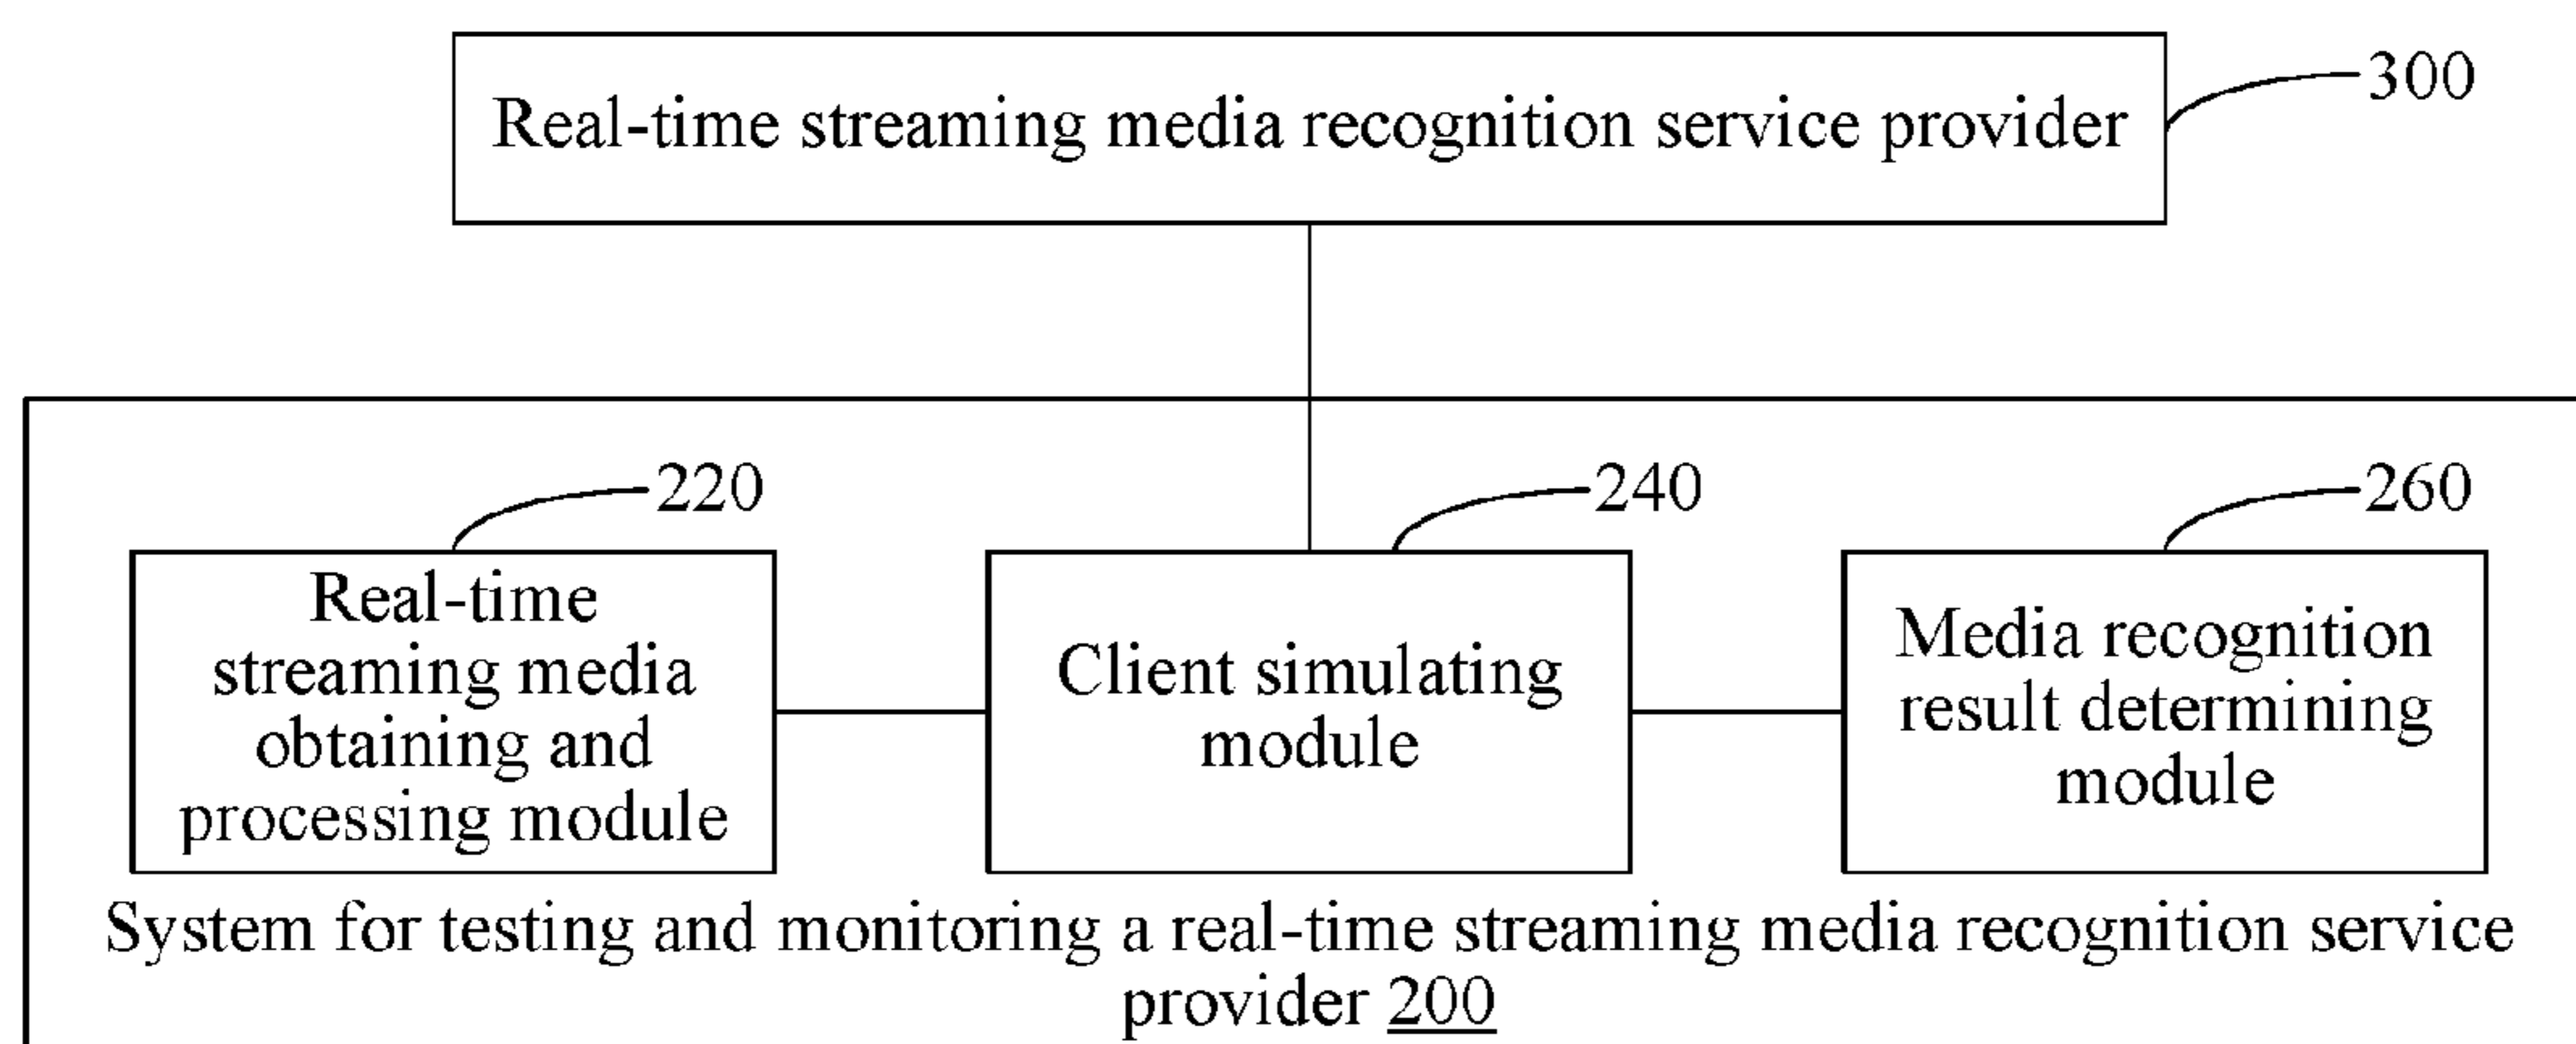 Real-time streaming media recognition service provider
300
220
240
260
Real-time
streaming media
obtaining and
processing module
Client simulating
module
Media recognition
result determining
module
System for testing and monitoring a real-time streaming media recognition service
provider 200